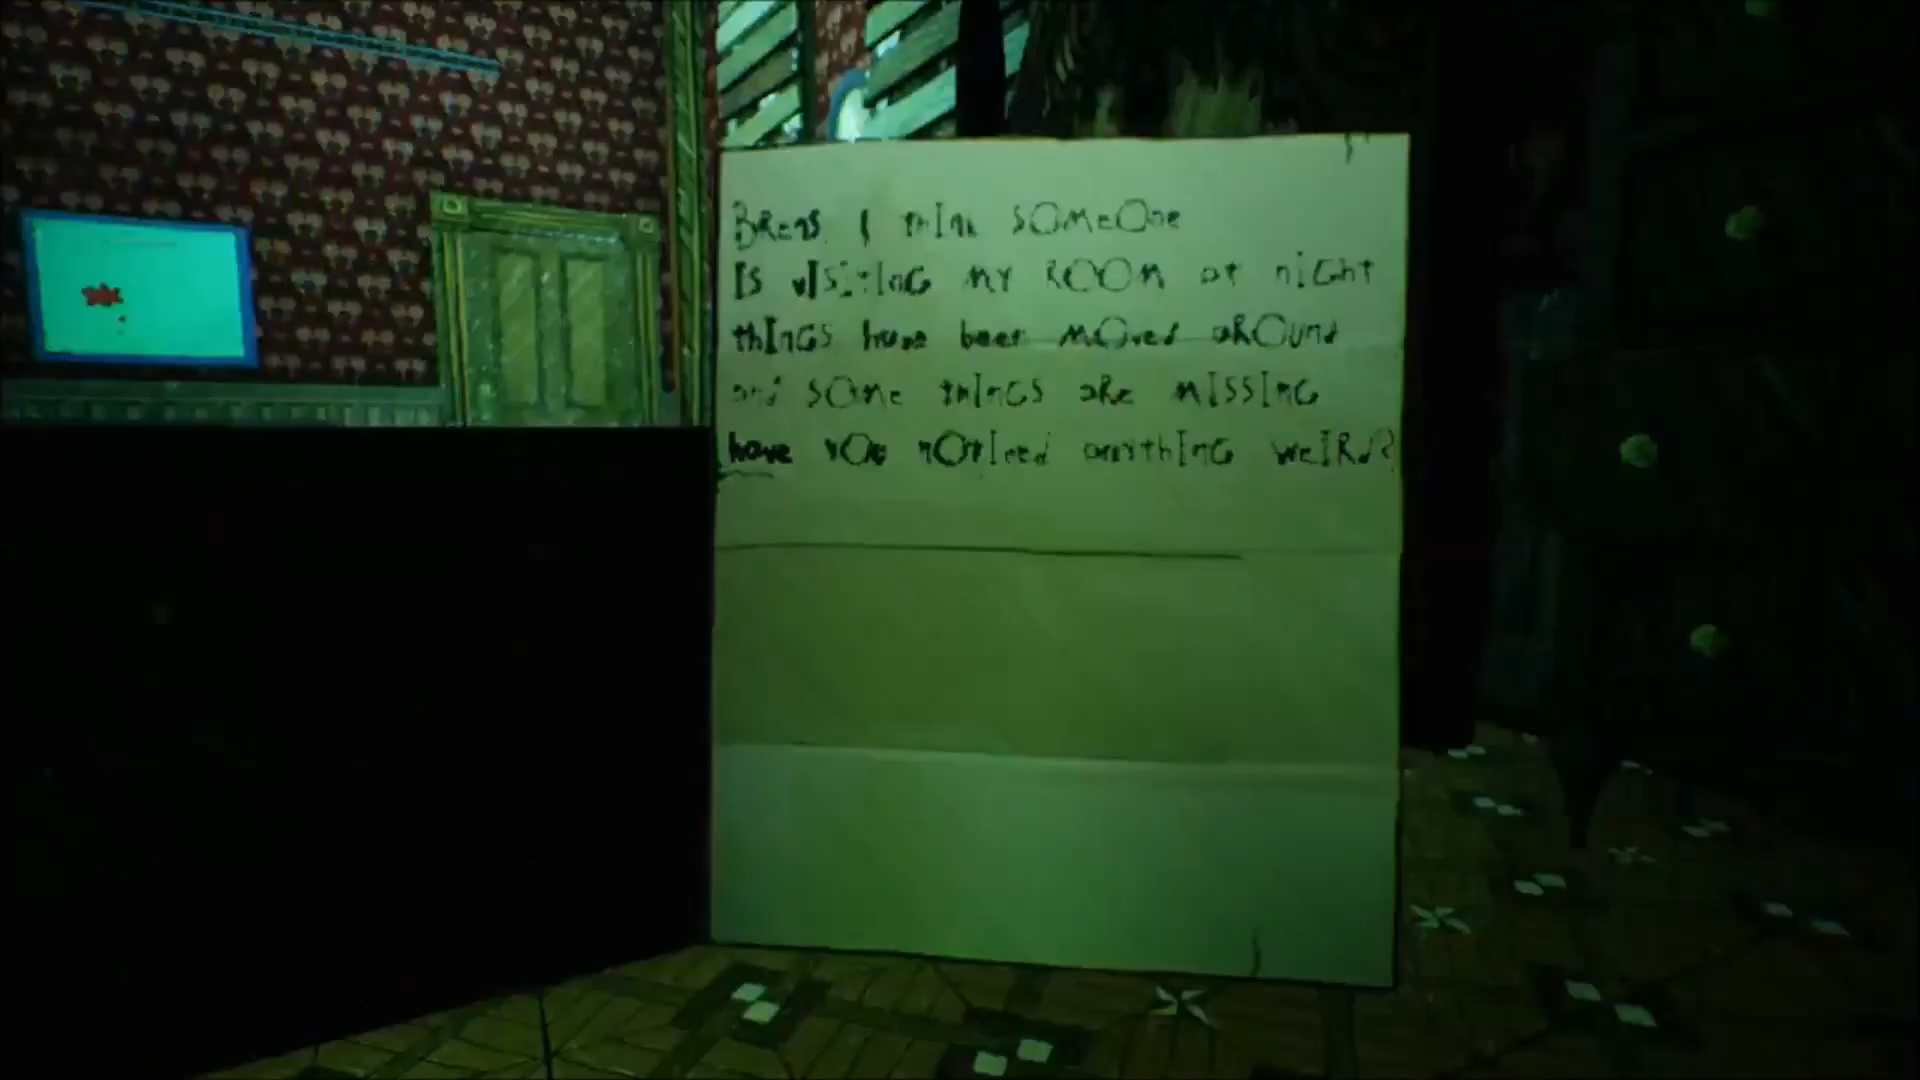 I thInk SOMeOne
IS vISitInG MY ROOM at niGht
thInGS have been MOved aROund
and SOMe thInGS aRe MISSInG
have YOu nOtIced anYthInG weIRd?